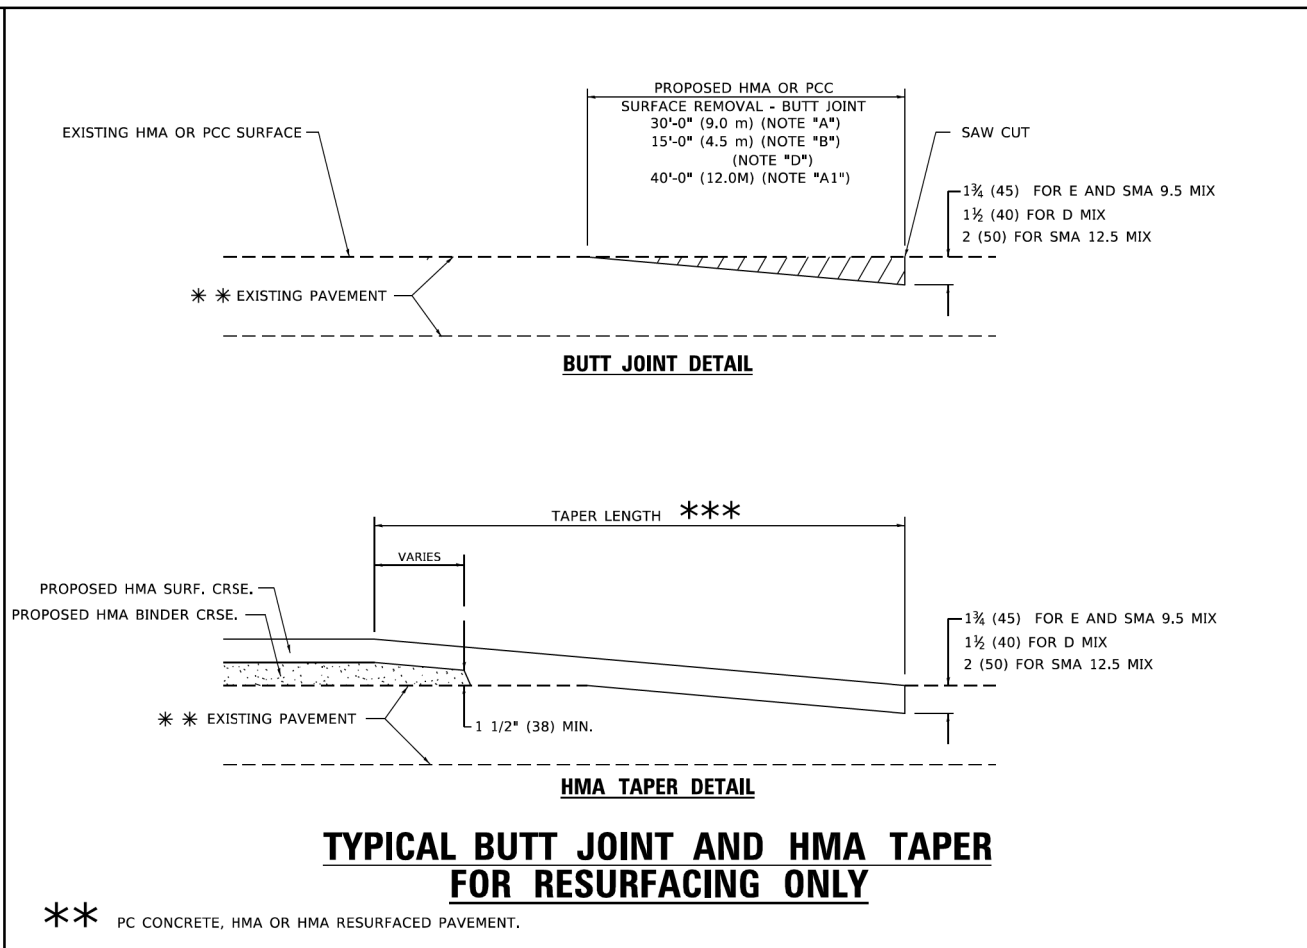 PROPOSED HMA OR PCC
SURFACE REMOVAL - BUTT JOINT
30'-0" (9.0 m) (NOTE "A")
15'-0" (4.5 m) (NOTE "B")
(NOTE "D")
40'-0" (12.0M) (NOTE "A1")
EXISTING HMA OR PCC SURFACE
SAW CUT
1¾ (45) FOR E AND SMA 9.5 MIX
1½ (40) FOR D MIX
2 (50) FOR SMA 12.5 MIX
** EXISTING PAVEMENT
BUTT JOINT DETAIL
TAPER LENGTH ***
VARIES
PROPOSED HMA SURF. CRSE.
PROPOSED HMA BINDER CRSE.
1¾ (45) FOR E AND SMA 9.5 MIX
1½ (40) FOR D MIX
2 (50) FOR SMA 12.5 MIX
** EXISTING PAVEMENT
1 1/2" (38) MIN.
HMA TAPER DETAIL
TYPICAL BUTT JOINT AND HMA TAPER
FOR RESURFACING ONLY
** PC CONCRETE, HMA OR HMA RESURFACED PAVEMENT.